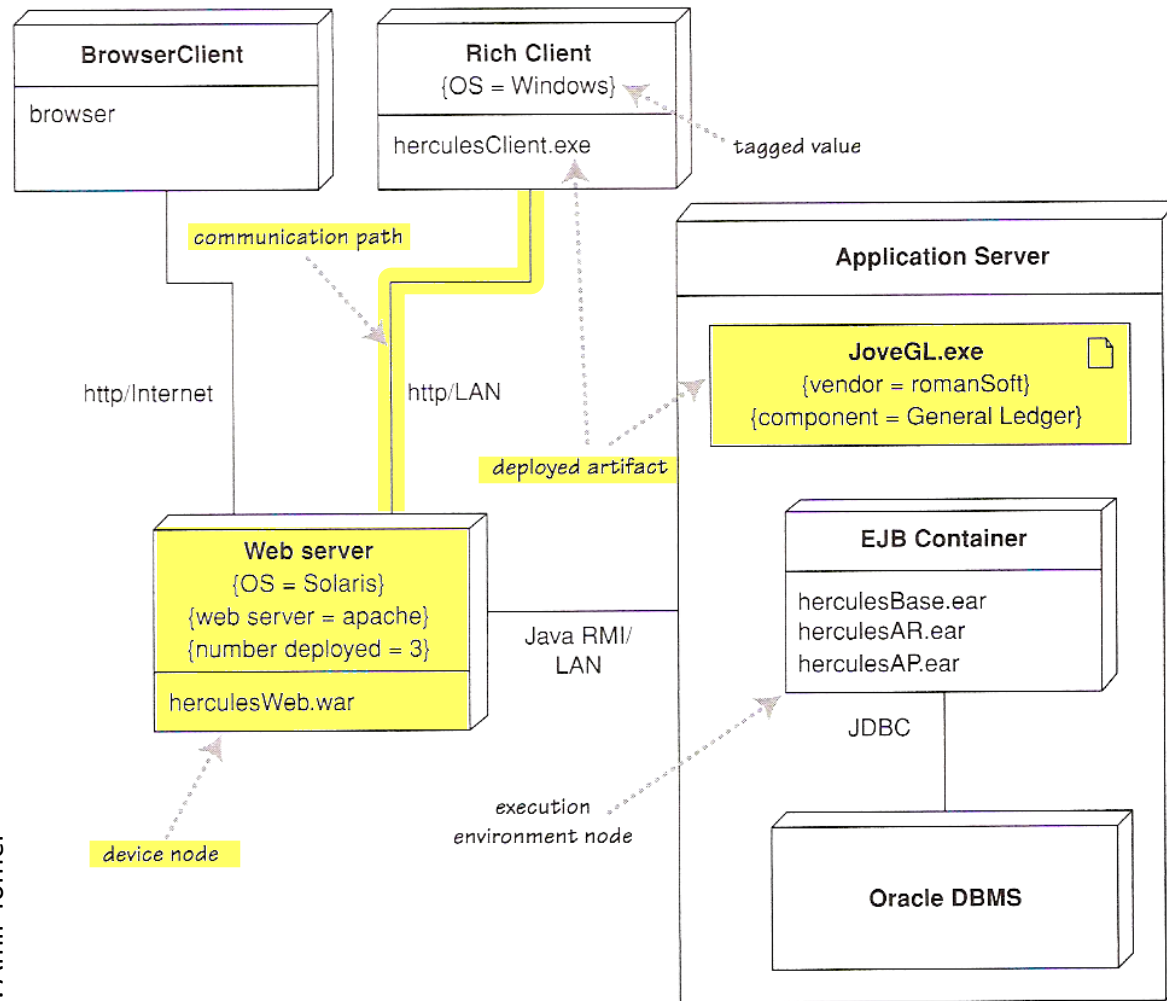 BrowserClient
browser
Rich Client
{OS = Windows}
herculesClient.exe
tagged value
communication path
http/Internet
http/LAN
deployed artifact
Application Server
JoveGL.exe
{vendor = romanSoft}
{component = General Ledger}
EJB Container
herculesBase.ear
herculesAR.ear
herculesAP.ear
JDBC
Oracle DBMS
Web server
{OS = Solaris}
{web server = apache}
{number deployed = 3}
herculesWeb.war
Java RMI/
LAN
execution
environment node
device node